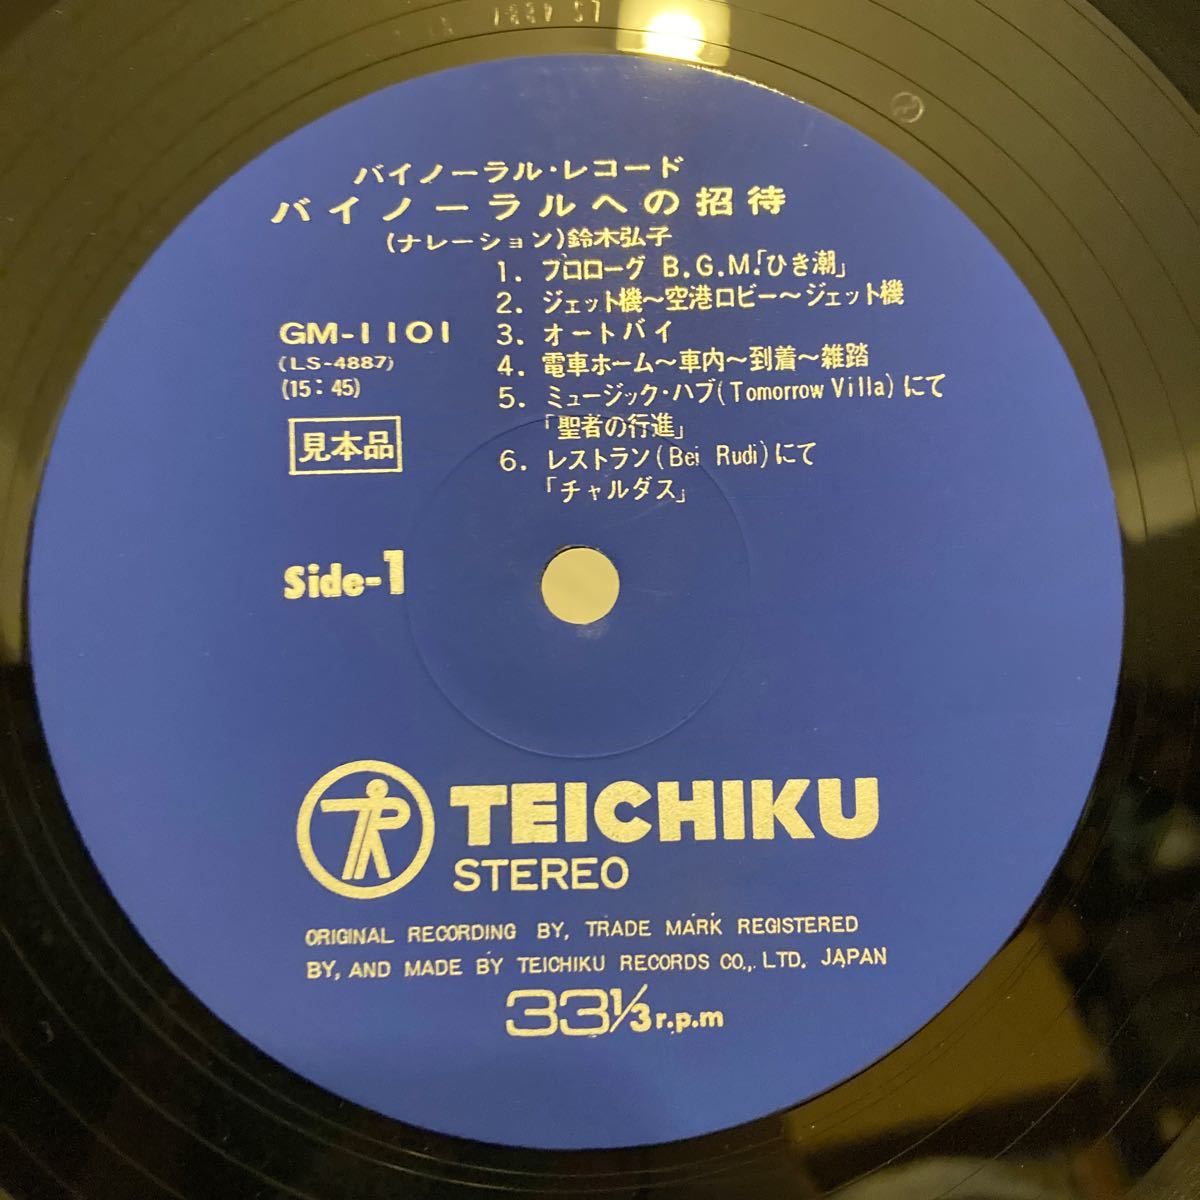 バイノーラル・レコード
バイノーラルへの招待
(ナレーション)鈴木弘子
1. プロローグ B.G.M.「ひき潮」
2. ジェット機〜空港ロビー〜ジェット機
GM-1101
3. オートバイ
(LS-4887)
4. 電車ホーム〜車内〜到着〜雑踏
(15:45)
5. ミュージック・ハブ(Tomorrow Villa)にて
「聖者の行進」
見本品
6. レストラン(Bei Rudi)にて
「チャルダス」
Side-1
TEICHIKU
STEREO
ORIGINAL RECORDING BY, TRADE MARK REGISTERED
BY, AND MADE BY TEICHIKU RECORDS CO., LTD. JAPAN
33 1/3 r.p.m